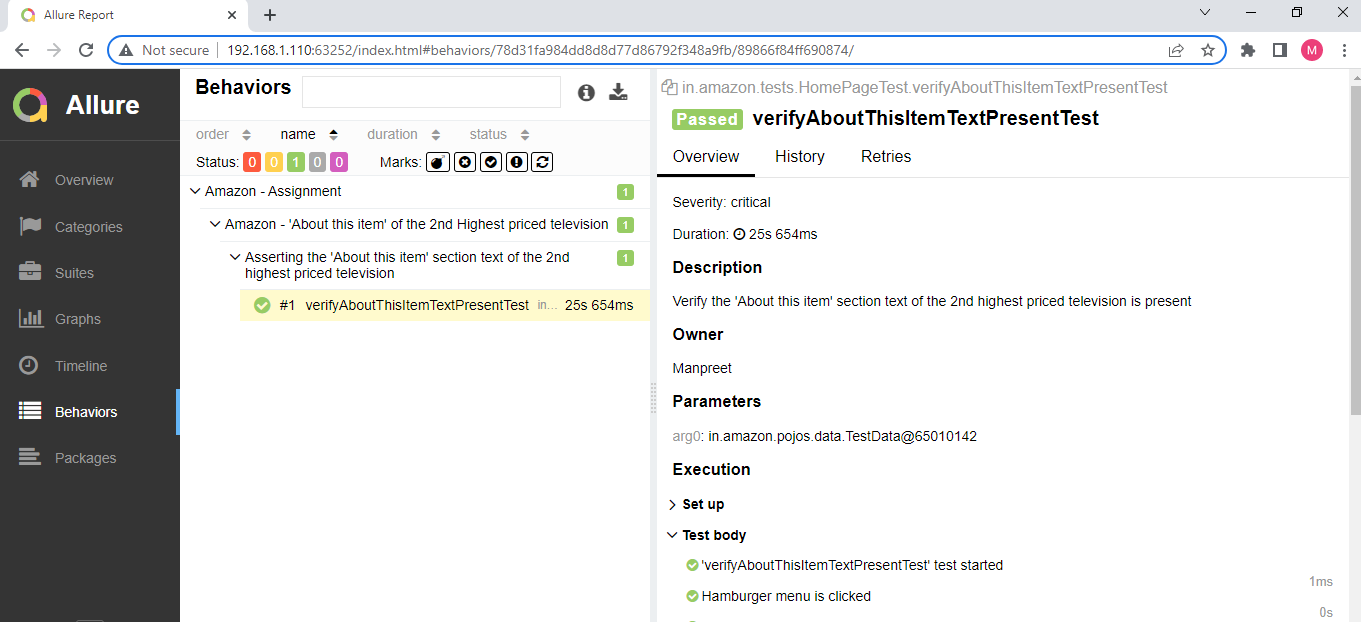 Allure Report
Not secure
192.168.1.110:63252/index.html#behaviors/78d31fa984dd8d8d77d86792f348a9fb/89866f84ff690874/
M
Allure
Overview
Categories
Suites
Graphs
Timeline
Behaviors
Packages
Behaviors
order name duration status
Status: 0 0 1 0 0 Marks:
Amazon - Assignment 1
Amazon - 'About this item' of the 2nd Highest priced television 1
Asserting the 'About this item' section text of the 2nd 1
highest priced television
#1 verifyAboutThisItemTextPresentTest in... 25s 654ms
in.amazon.tests.HomePageTest.verifyAboutThisItemTextPresentTest
Passed verifyAboutThisItemTextPresentTest
Overview History Retries
Severity: critical
Duration: 25s 654ms
Description
Verify the 'About this item' section text of the 2nd highest priced television is present
Owner
Manpreet
Parameters
arg0: in.amazon.pojos.data.TestData@65010142
Execution
Set up
Test body
'verifyAboutThisItemTextPresentTest' test started
1ms
Hamburger menu is clicked
0s